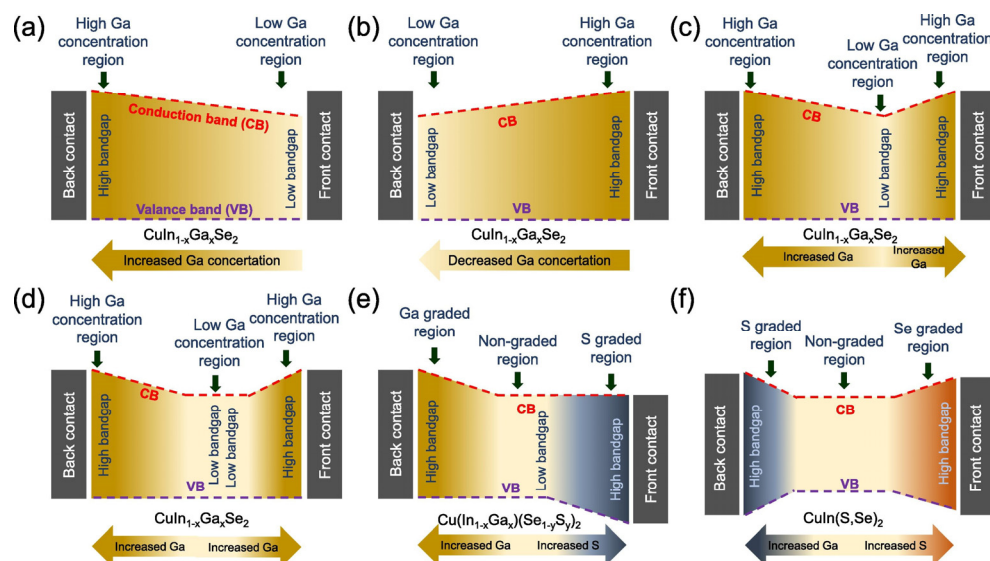 (a)
High Ga
concentration
region
Low Ga
concentration
region
Back contact
High bandgap
Conduction band (CB)
Valance band (VB)
Low bandgap
Front contact
CuIn1-xGaxSe2
Increased Ga concertation
(b)
Low Ga
concentration
region
High Ga
concentration
region
Back contact
Low bandgap
CB
VB
High bandgap
Front contact
CuIn1-xGaxSe2
Decreased Ga concertation
(c)
High Ga
concentration
region
Low Ga
concentration
region
High Ga
concentration
region
Back contact
High bandgap
CB
VB
Low bandgap
High bandgap
Front contact
CuIn1-xGaxSe2
Increased Ga
Increased
Ga
(d)
High Ga
concentration
region
Low Ga
concentration
region
High Ga
concentration
region
Back contact
High bandgap
CB
VB
Low bandgap
Low bandgap
High bandgap
Front contact
CuIn1-xGaxSe2
Increased Ga
Increased Ga
(e)
Ga graded
region
Non-graded
region
S graded
region
Back contact
High bandgap
CB
VB
Low bandgap
High bandgap
Front contact
Cu(In1-xGax)(Se1-ySy)2
Increased Ga
Increased S
(f)
S graded
region
Non-graded
region
Se graded
region
Back contact
High bandgap
CB
VB
High bandgap
Front contact
CuIn(S,Se)2
Increased Ga
Increased S